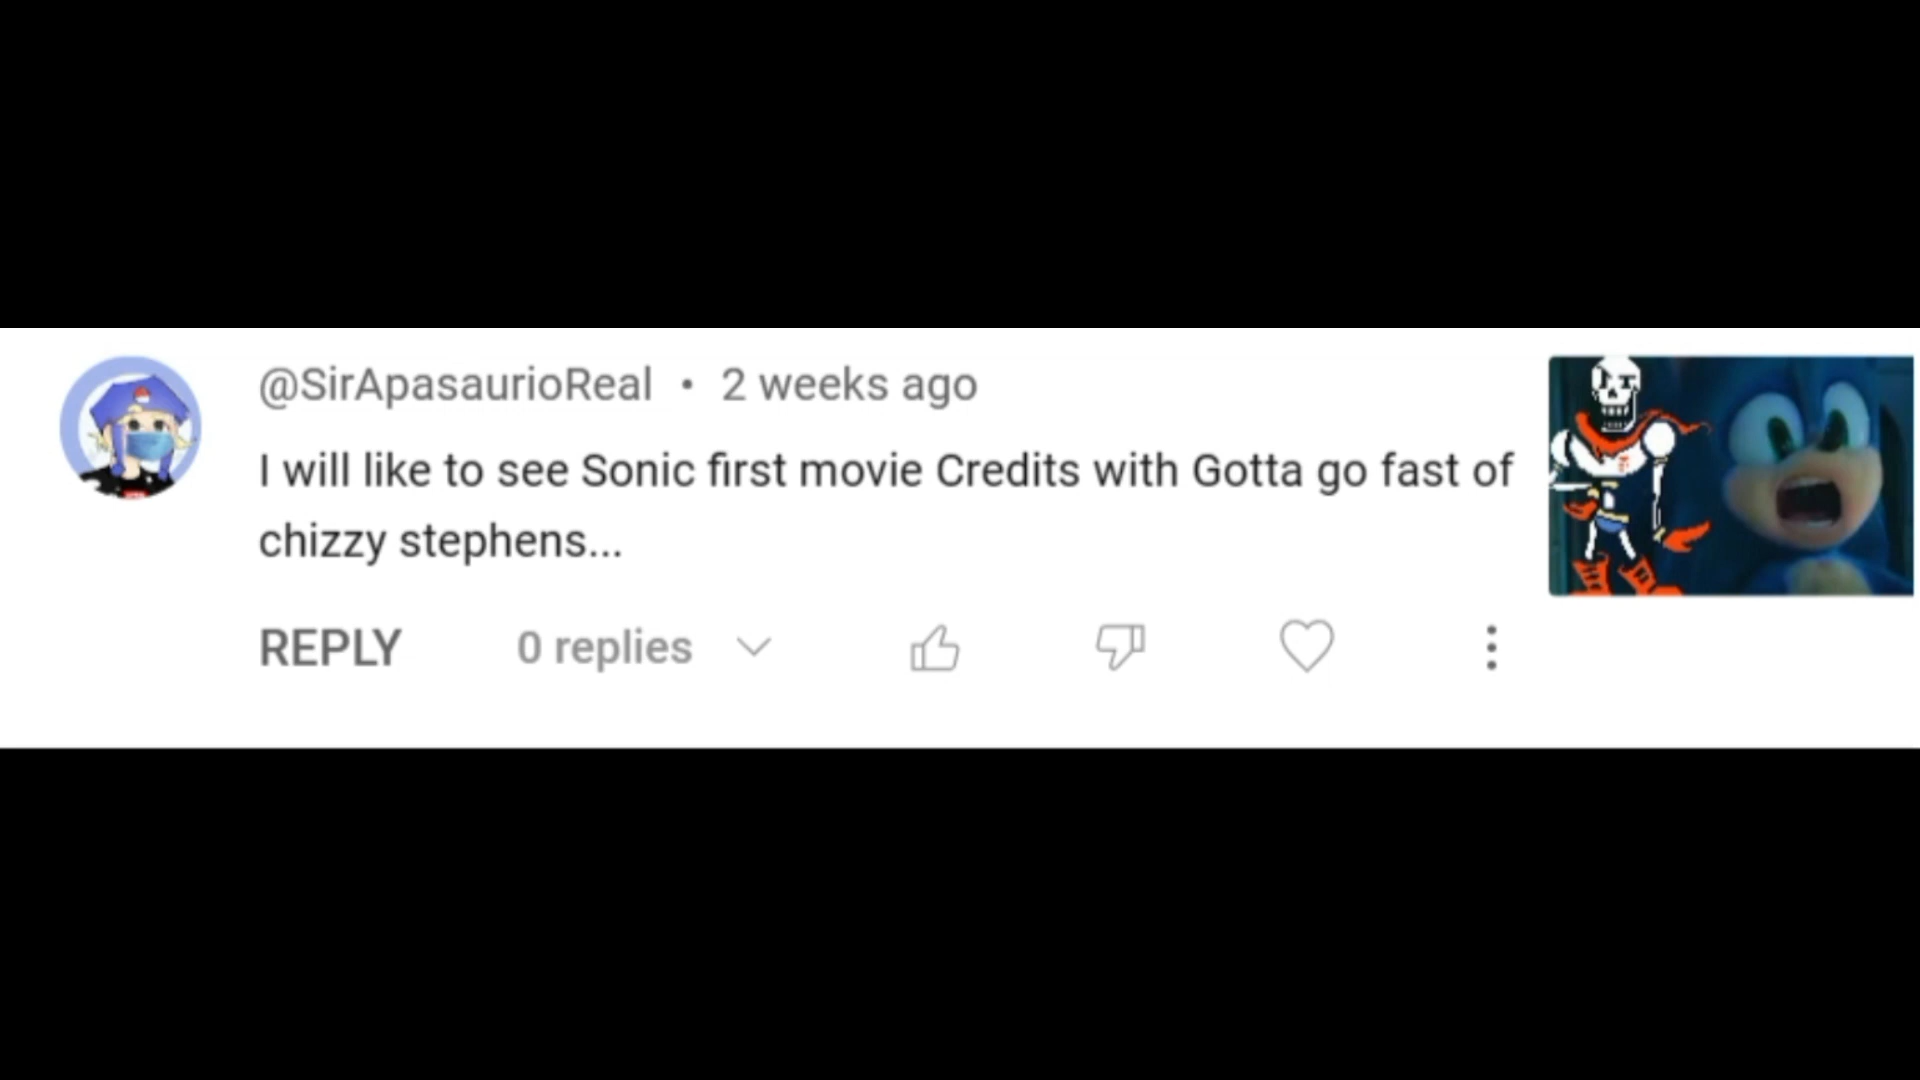 @SirApasaurioReal • 2 weeks ago
I will like to see Sonic first movie Credits with Gotta go fast of
chizzy stephens...
REPLY 0 replies